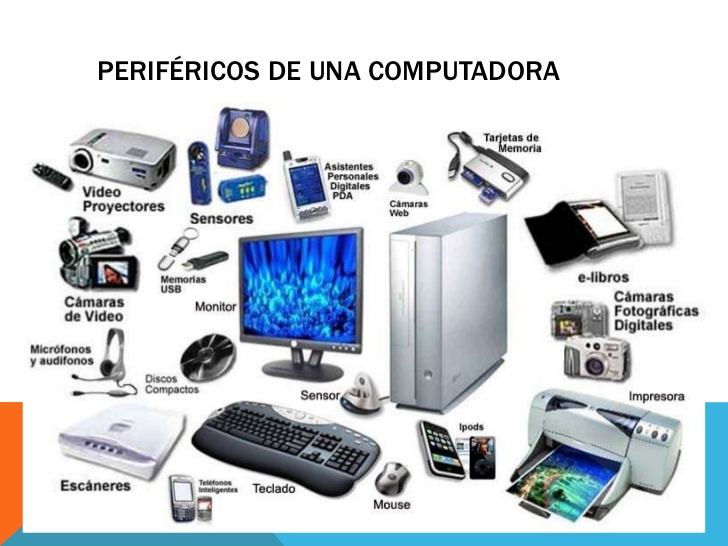 PERIFÉRICOS DE UNA COMPUTADORA
Video
Proyectores
Sensores
Asistentes
Personales
Digitales
PDA
Cámaras
Web
Tarjetas de
Memoria
e-libros
Cámaras
de Video
Memorias
USB
Monitor
Cámaras
Fotográficas
Digitales
Micrófonos
y audifonos
Discos
Compactos
Sensor
Impresora
Escáneres
Teléfonos
Inteligentes
Teclado
Mouse
Ipods